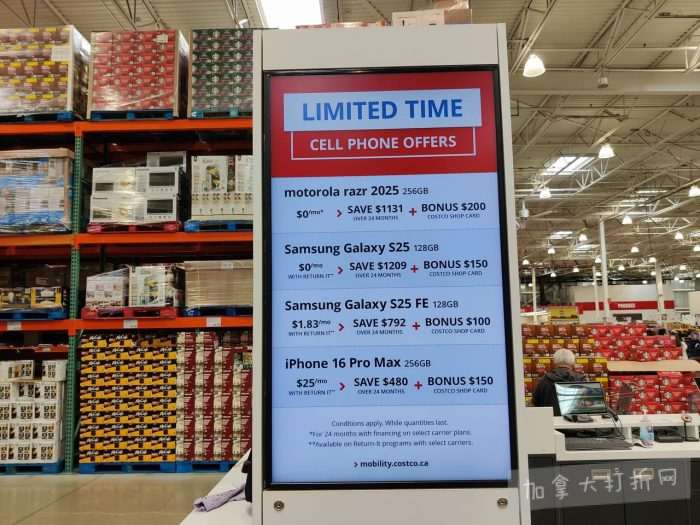 LIMITED TIME
CELL PHONE OFFERS
motorola razr 2025 256GB
$0/mo* > SAVE $1131 + BONUS $200
OVER 24 MONTHS COSTCO SHOP CARD
Samsung Galaxy S25 128GB
$0/mo > SAVE $1209 + BONUS $150
WITH RETURN IT** OVER 24 MONTHS COSTCO SHOP CARD
Samsung Galaxy S25 FE 128GB
$1.83/mo > SAVE $792 + BONUS $100
WITH RETURN IT** OVER 24 MONTHS COSTCO SHOP CARD
iPhone 16 Pro Max 256GB
$25/mo > SAVE $480 + BONUS $150
WITH RETURN IT** OVER 24 MONTHS COSTCO SHOP CARD
Conditions apply. While quantities last.
*For 24 months with financing on select carrier plans.
**Available on Return-It programs with select carriers.
> mobility.costco.ca
PRODUCE
加拿大打折网